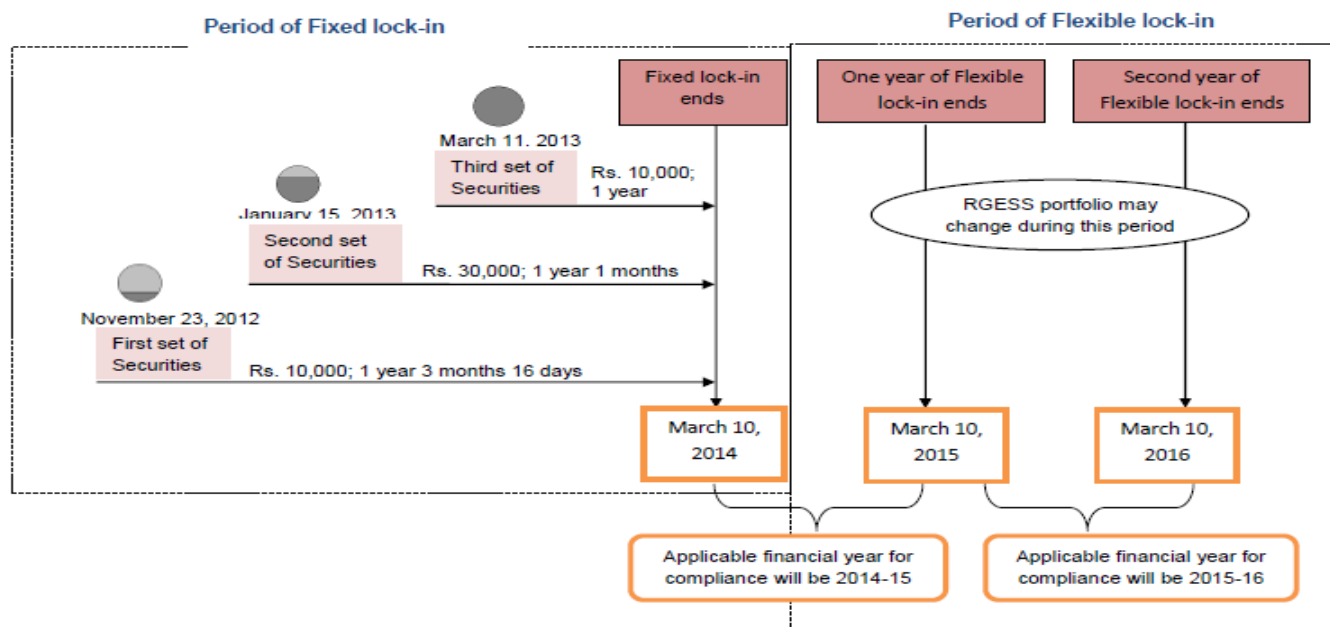 Period of Fixed lock-in
Period of Flexible lock-in
Fixed lock-in
ends
One year of Flexible
lock-in ends
Second year of
Flexible lock-in ends
March 11. 2013
Third set of
Securities
Rs. 10,000;
1 year
RGESS portfolio may
change during this period
January 15, 2013
Second set
of Securities
Rs. 30,000; 1 year 1 months
November 23, 2012
First set of
Securities
Rs. 10,000; 1 year 3 months 16 days
March 10,
2014
March 10,
2015
March 10,
2016
Applicable financial year for
compliance will be 2014-15
Applicable financial year for
compliance will be 2015-16